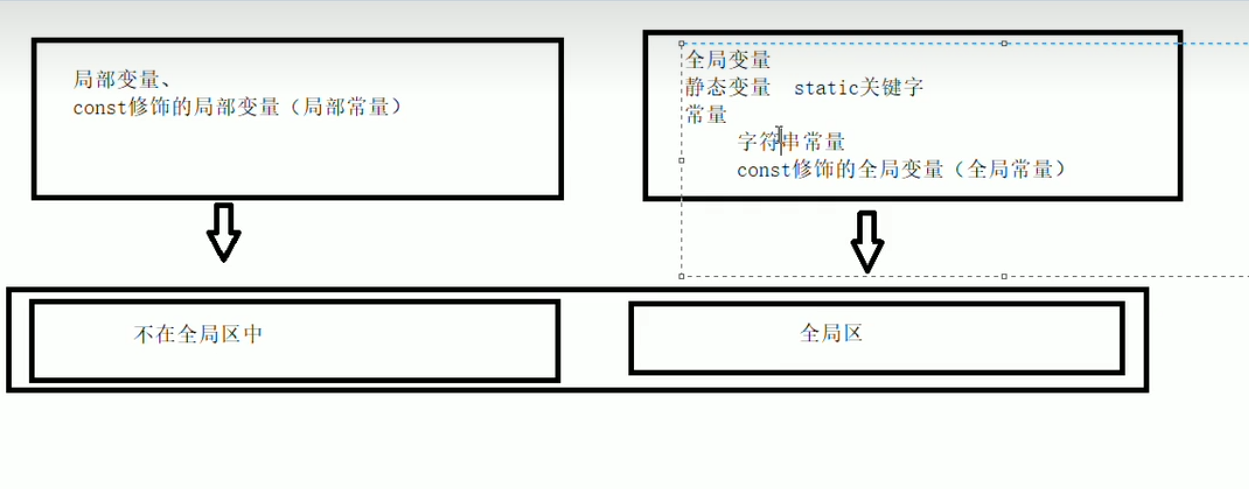 局部变量、
const修饰的局部变量（局部常量）
全局变量
静态变量 static关键字
常量
字符串常量
const修饰的全局变量（全局常量）
不在全局区中
全局区